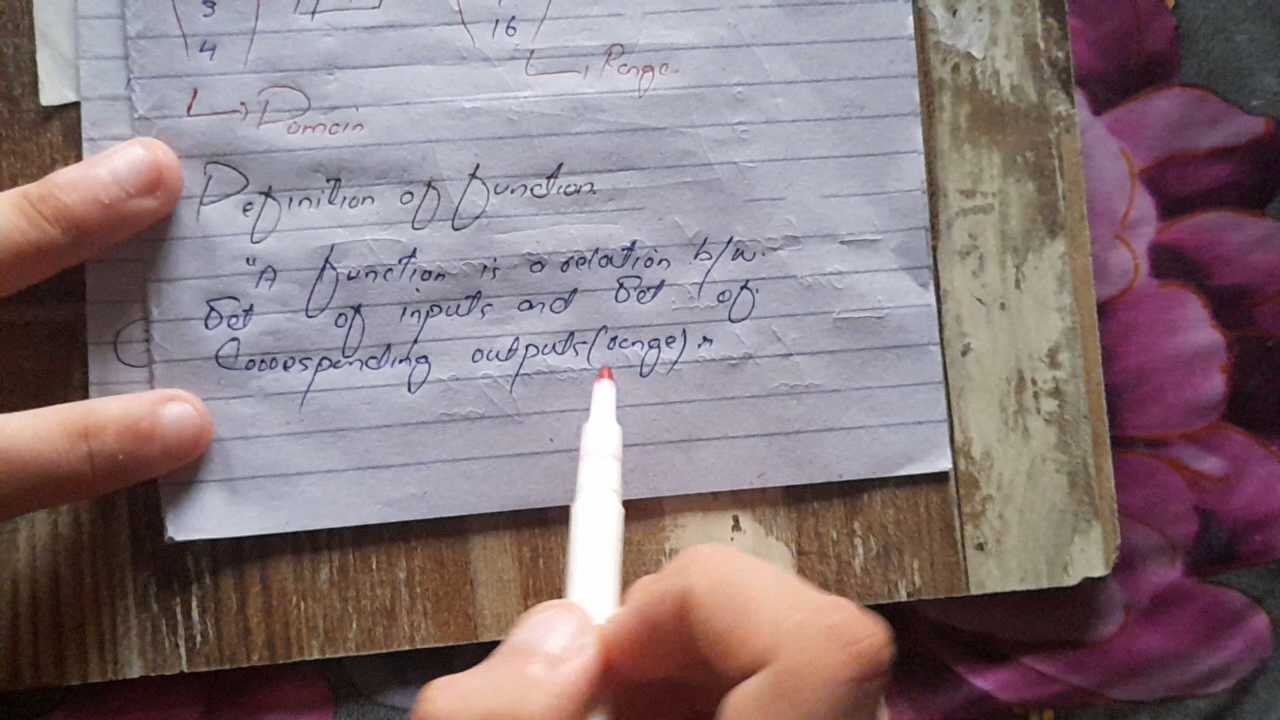 3
4
16
Range
Domain
Definition of function
"A function is a relation b/w
Set of inputs and Set of
Corresponding outputs(range)"